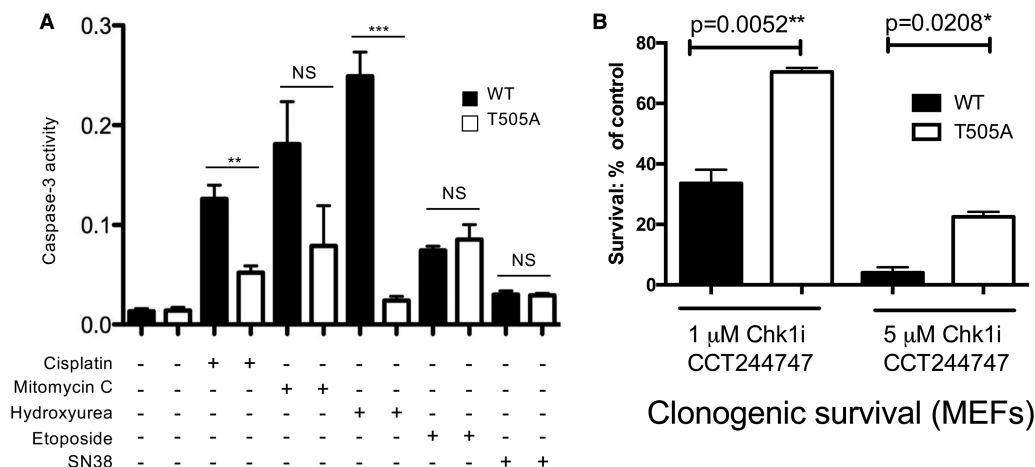 A
0.3
0.2
0.1
0.0
Caspase-3 activity
**
NS
***
NS
NS
WT
T505A
Cisplatin - - + + - - - - - - - -
Mitomycin C - - - - + + - - - - - -
Hydroxyurea - - - - - - + + - - - -
Etoposide - - - - - - - - + + - -
SN38 - - - - - - - - - - + +
B
p=0.0052**
p=0.0208*
80
60
40
20
0
Survival: % of control
WT
T505A
1 μM Chk1i
CCT244747
5 μM Chk1i
CCT244747
Clonogenic survival (MEFs)